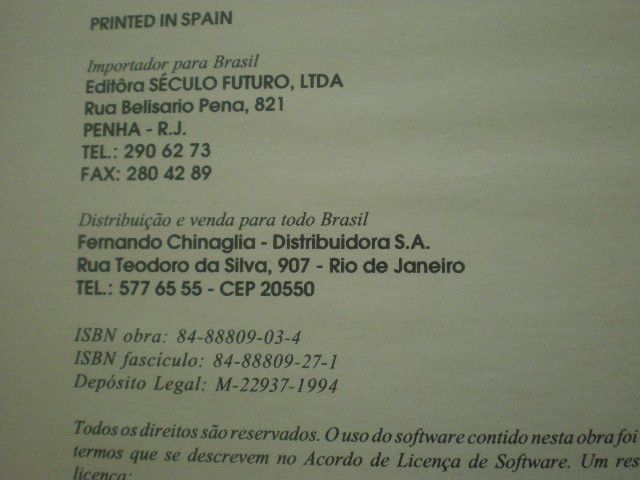 PRINTED IN SPAIN
Importador para Brasil
Editôra SÉCULO FUTURO, LTDA
Rua Belisario Pena, 821
PENHA - R.J.
TEL.: 290 62 73
FAX: 280 42 89
Distribuição e venda para todo Brasil
Fernando Chinaglia - Distribuidora S.A.
Rua Teodoro da Silva, 907 - Rio de Janeiro
TEL.: 577 65 55 - CEP 20550
ISBN obra: 84-88809-03-4
ISBN fascículo: 84-88809-27-1
Depósito Legal: M-22937-1994
Todos os direitos são reservados. O uso do software contido nesta obra foi
termos que se descrevem no Acordo de Licença de Software. Um res
licença: